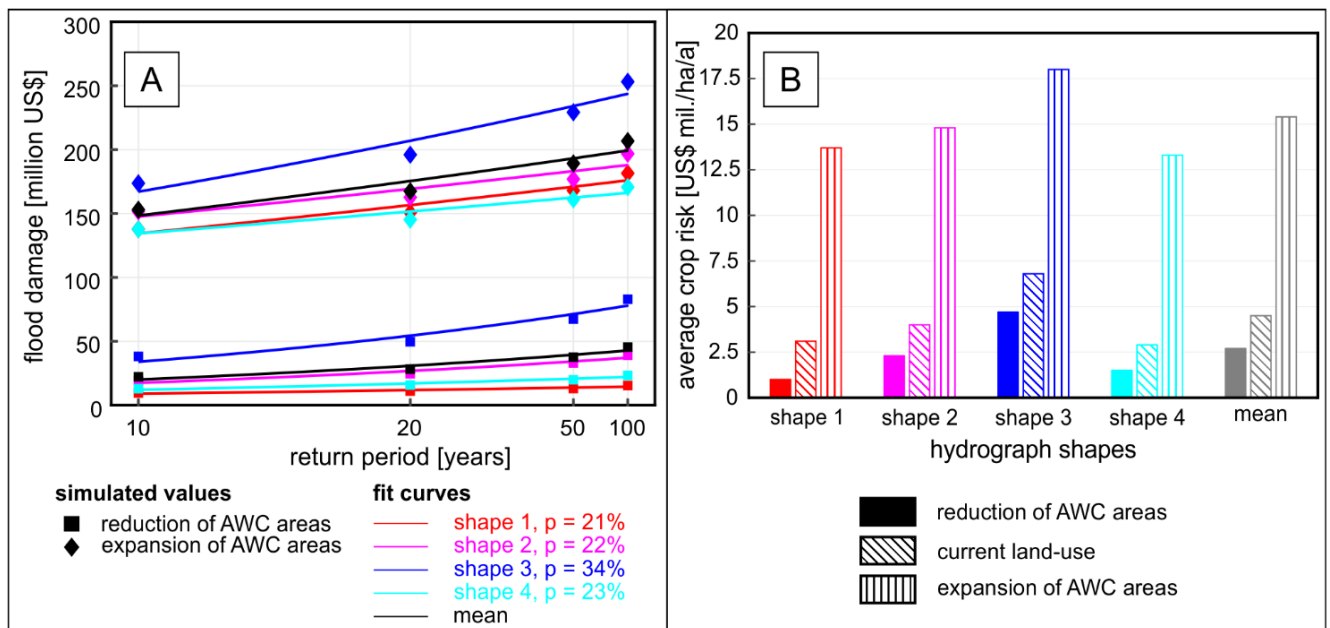 A
flood damage [million US$]
300
250
200
150
100
50
0
10 20 50 100
return period [years]
simulated values
reduction of AWC areas
expansion of AWC areas
fit curves
shape 1, p = 21%
shape 2, p = 22%
shape 3, p = 34%
shape 4, p = 23%
mean
B
average crop risk [US$ mil./ha/a]
20
17.5
15
12.5
10
7.5
5
2.5
0
shape 1 shape 2 shape 3 shape 4 mean
hydrograph shapes
reduction of AWC areas
current land-use
expansion of AWC areas